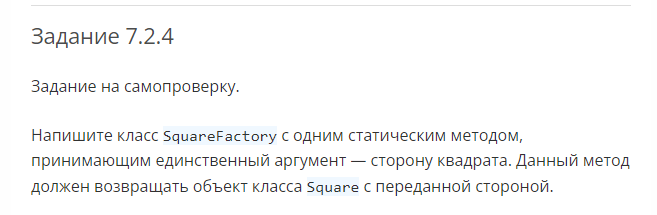 Задание 7.2.4
Задание на самопроверку.
Напишите класс SquareFactory с одним статическим методом,
принимающим единственный аргумент — сторону квадрата. Данный метод
должен возвращать объект класса Square с переданной стороной.